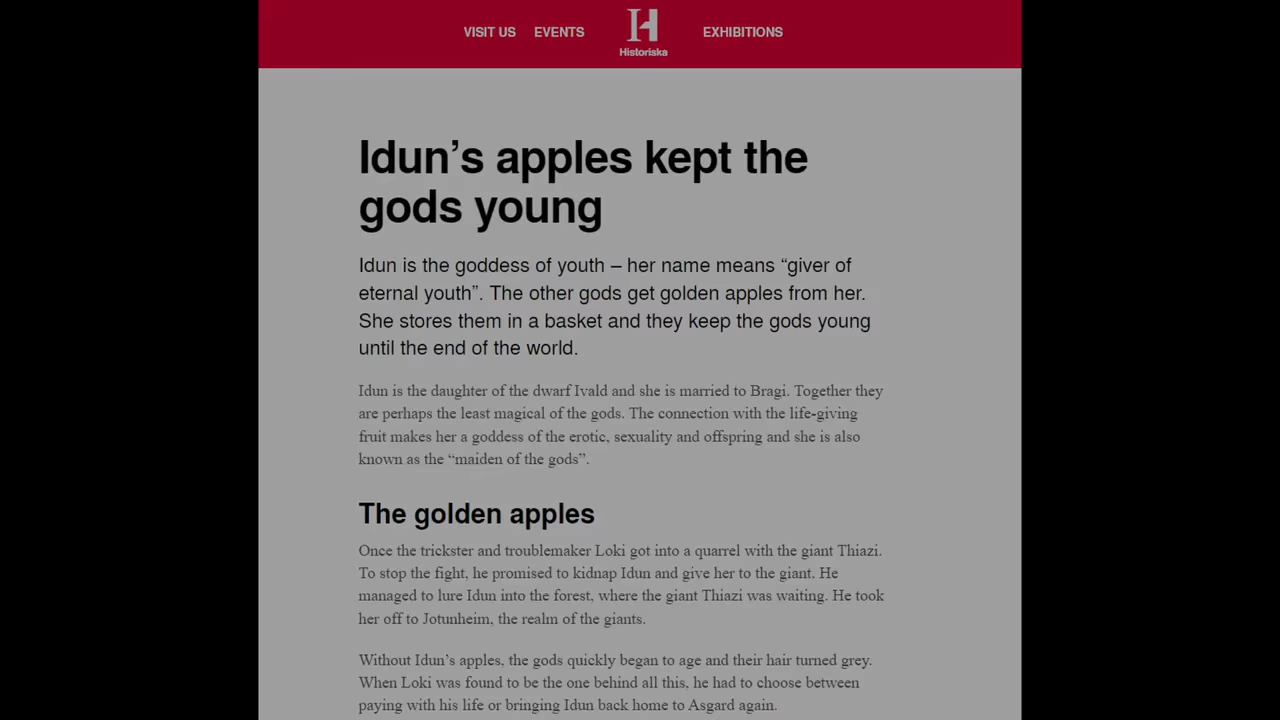 VISIT US EVENTS H EXHIBITIONS
Historiska
Idun’s apples kept the
gods young
Idun is the goddess of youth – her name means “giver of
eternal youth”. The other gods get golden apples from her.
She stores them in a basket and they keep the gods young
until the end of the world.
Idun is the daughter of the dwarf Ivald and she is married to Bragi. Together they
are perhaps the least magical of the gods. The connection with the life-giving
fruit makes her a goddess of the erotic, sexuality and offspring and she is also
known as the “maiden of the gods”.
The golden apples
Once the trickster and troublemaker Loki got into a quarrel with the giant Thiazi.
To stop the fight, he promised to kidnap Idun and give her to the giant. He
managed to lure Idun into the forest, where the giant Thiazi was waiting. He took
her off to Jotunheim, the realm of the giants.
Without Idun’s apples, the gods quickly began to age and their hair turned grey.
When Loki was found to be the one behind all this, he had to choose between
paying with his life or bringing Idun back home to Asgard again.